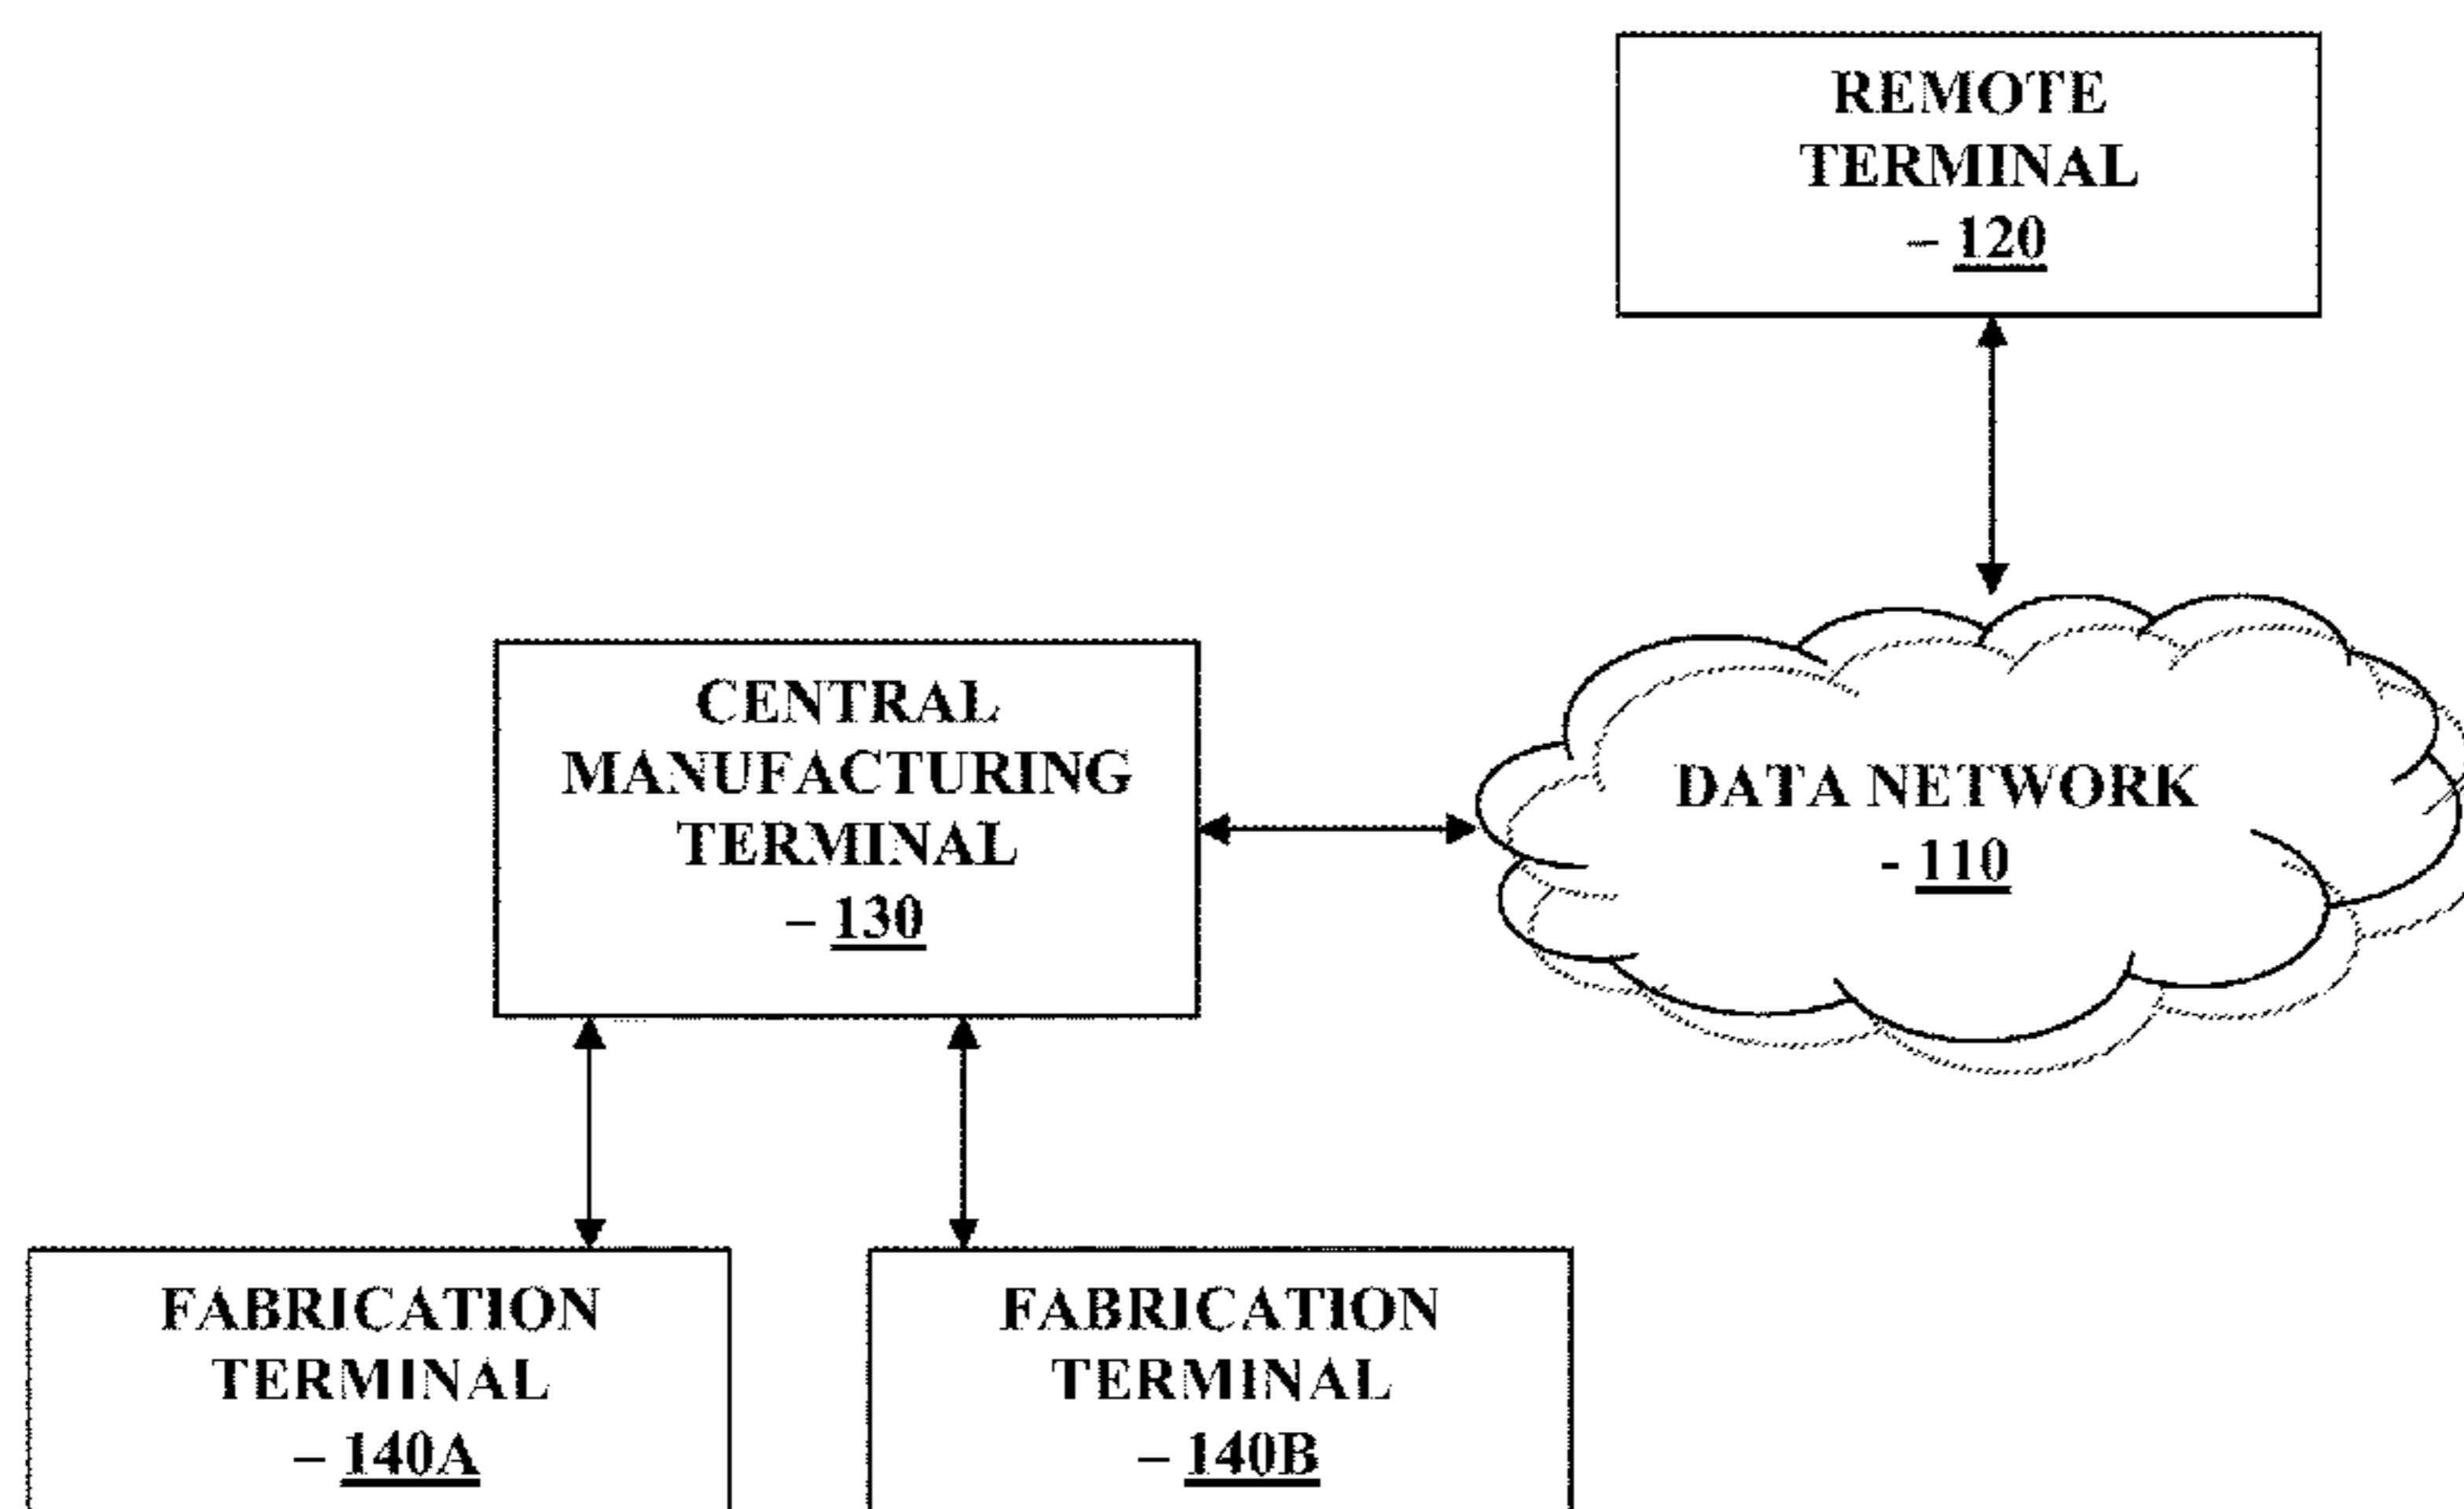 REMOTE
TERMINAL
– 120
CENTRAL
MANUFACTURING
TERMINAL
– 130
DATA NETWORK
- 110
FABRICATION
TERMINAL
– 140A
FABRICATION
TERMINAL
– 140B